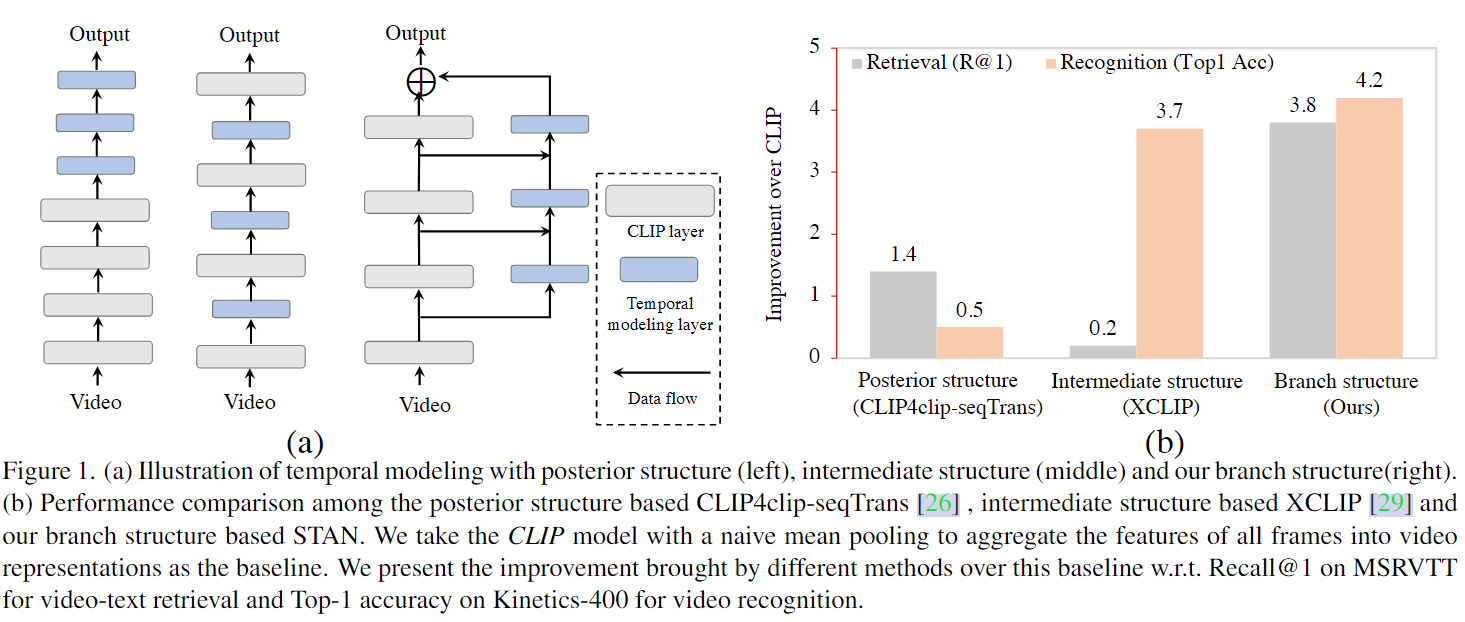 Output
Output
Output
CLIP layer
Temporal
modeling layer
Data flow
Video
Video
Video
(a)
Improvement over CLIP
5
4
3
2
1
0
Retrieval (R@1)
Recognition (Top1 Acc)
1.4
0.5
0.2
3.7
3.8
4.2
Posterior structure
(CLIP4clip-seqTrans)
Intermediate structure
(XCLIP)
Branch structure
(Ours)
(b)
Figure 1. (a) Illustration of temporal modeling with posterior structure (left), intermediate structure (middle) and our branch structure(right).
(b) Performance comparison among the posterior structure based CLIP4clip-seqTrans [26] , intermediate structure based XCLIP [29] and
our branch structure based STAN. We take the CLIP model with a naive mean pooling to aggregate the features of all frames into video
representations as the baseline. We present the improvement brought by different methods over this baseline w.r.t. Recall@1 on MSRVTT
for video-text retrieval and Top-1 accuracy on Kinetics-400 for video recognition.